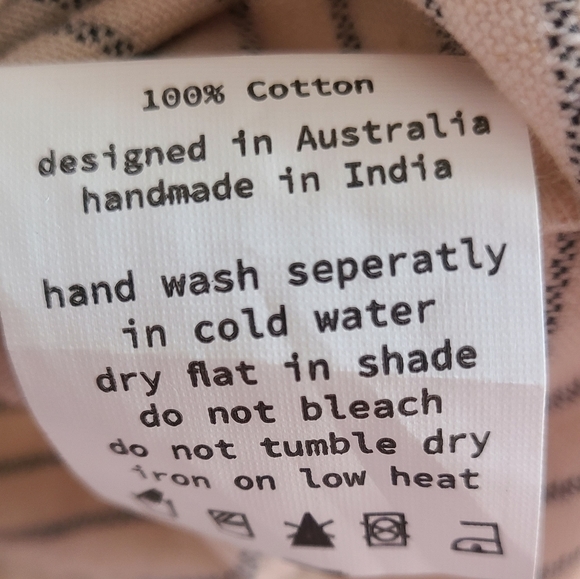 100% Cotton
designed in Australia
handmade in India
hand wash seperatly
in cold water
dry flat in shade
do not bleach
do not tumble dry
iron on low heat